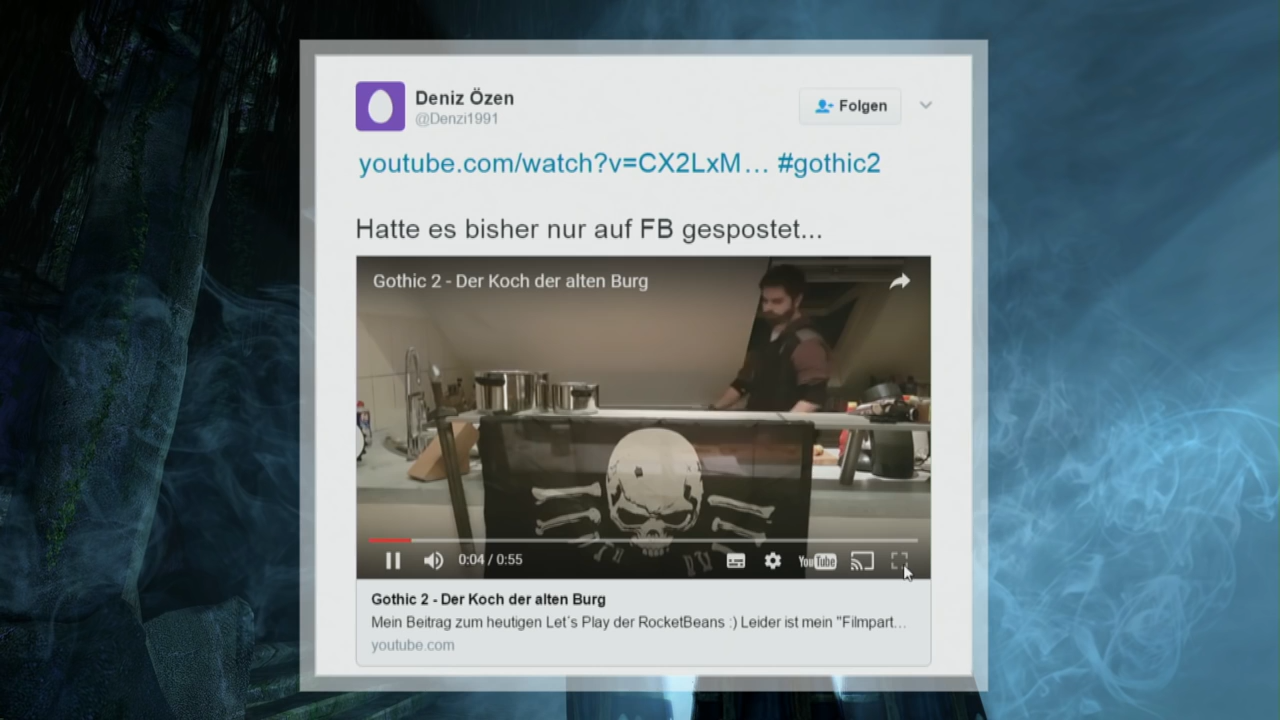 Deniz Özen
@Denzi1991
Folgen
youtube.com/watch?v=CX2LxM… #gothic2
Hatte es bisher nur auf FB gespostet...
Gothic 2 - Der Koch der alten Burg
0:04 / 0:55
YouTube
Gothic 2 - Der Koch der alten Burg
Mein Beitrag zum heutigen Let´s Play der RocketBeans :) Leider ist mein "Filmpart…
youtube.com